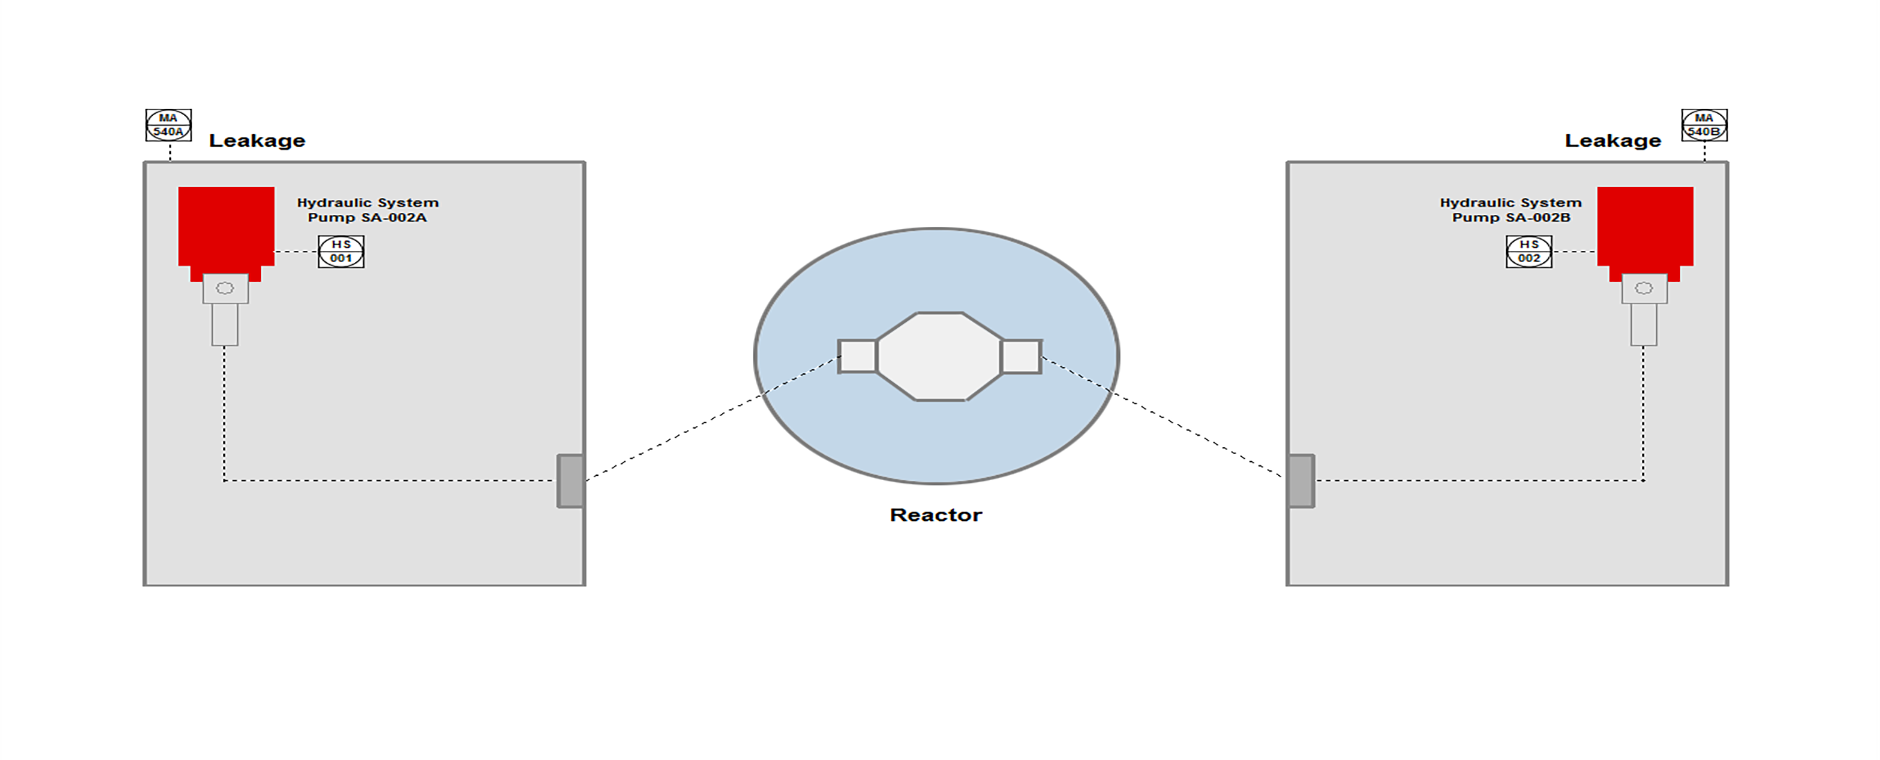 MA
540A
Leakage
Hydraulic System
Pump SA-002A
HS
001
Reactor
Leakage
MA
540B
Hydraulic System
Pump SA-002B
HS
002